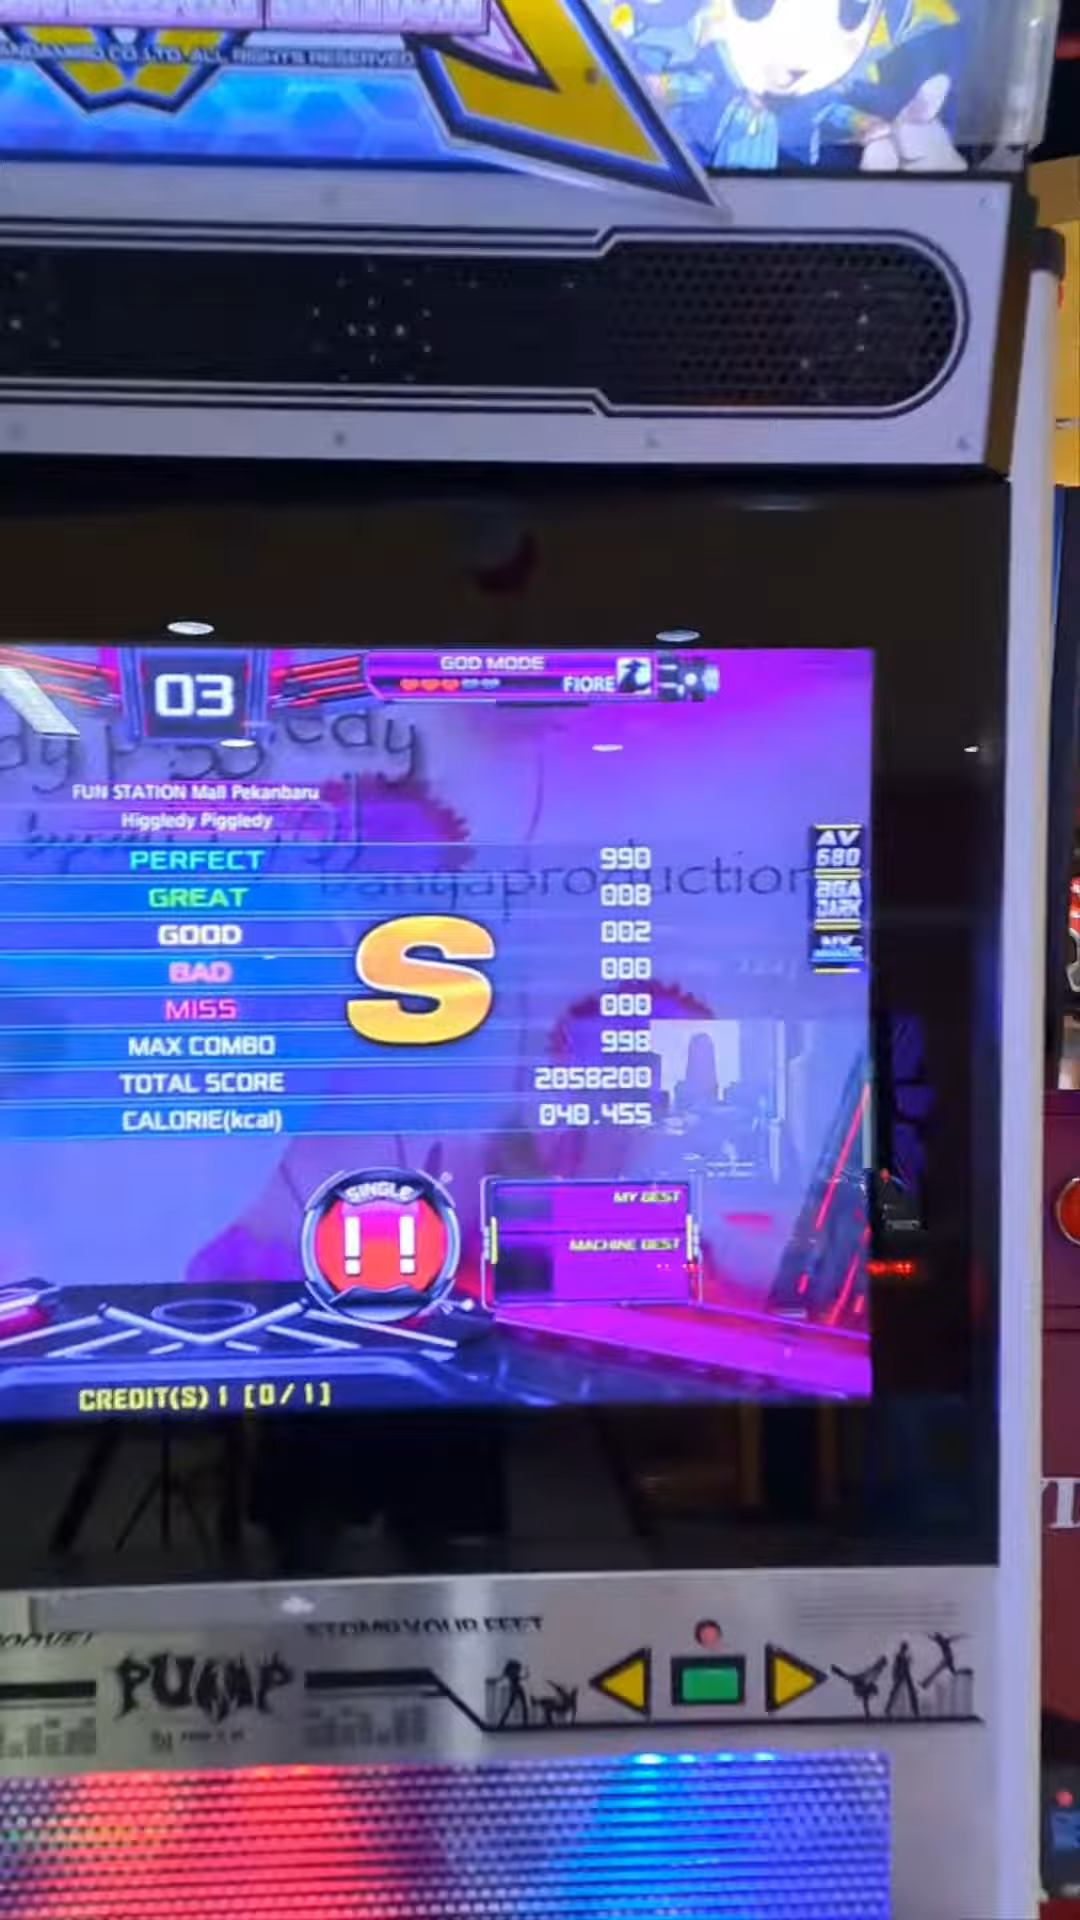 CO.,LTD. ALL RIGHTS RESERVED
GOD MODE
03
FIORE
FUN STATION Mall Pekanbaru
Higgledy Piggledy
PERFECT 990
GREAT 008
GOOD 002
BAD 000
MISS 000
MAX COMBO 998
TOTAL SCORE 2058200
CALORIE(kcal) 040.455
S
AV
680
BGA
DARK
NX
banyaproduction
SINGLE
!!
MY BEST
MACHINE BEST
CREDIT(S) 1 [0/1]
STOMP YOUR FEET
PUMP